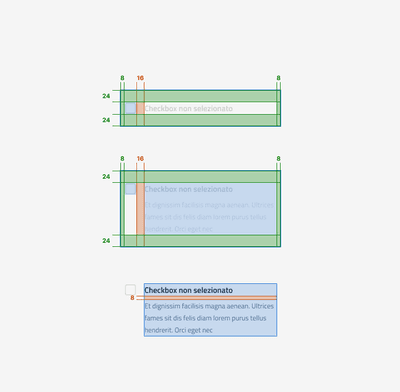 8 16 8
24
Checkbox non selezionato
24
8 16 8
24
Checkbox non selezionato
Et dignissim facilisis magna aenean. Ultrices
fames sit dis felis diam lorem purus tellus
hendrerit. Orci eget nec.
24
Checkbox non selezionato
8
Et dignissim facilisis magna aenean. Ultrices
fames sit dis felis diam lorem purus tellus
hendrerit. Orci eget nec.